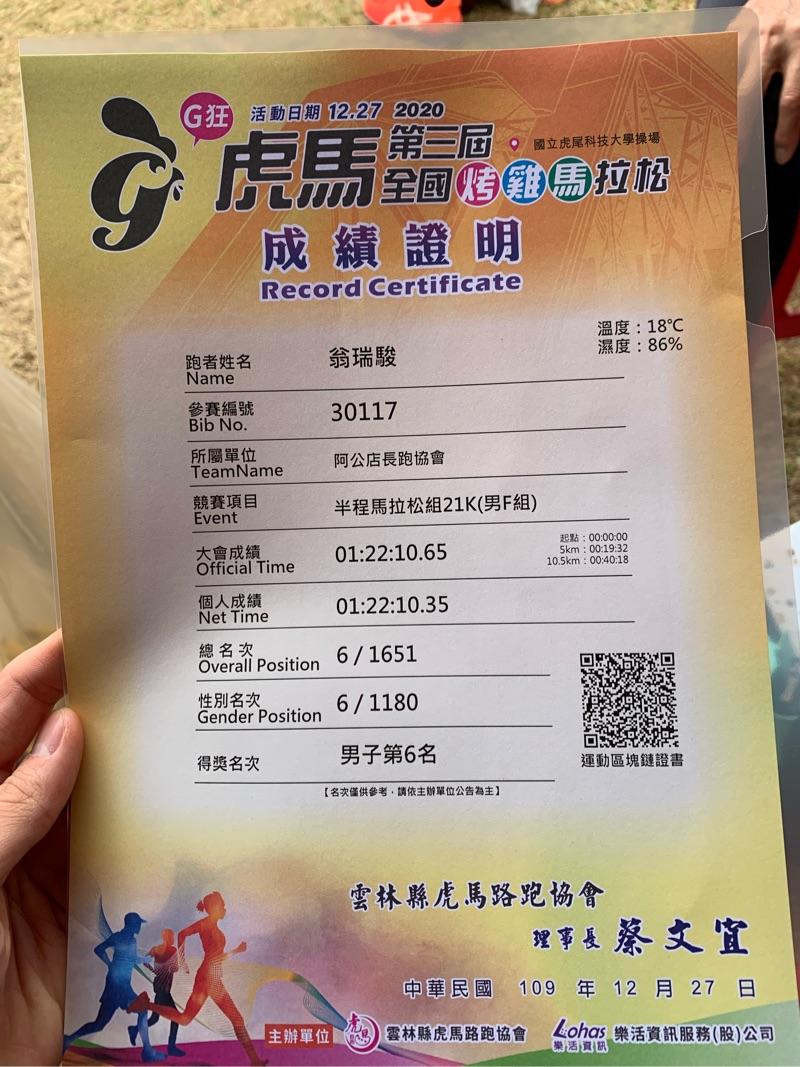 G狂
活動日期 12.27 2020
虎馬 第三屆
全國烤雞馬拉松
國立虎尾科技大學操場
成績證明
Record Certificate
溫度：18℃
濕度：86%
跑者姓名 翁瑞駿
Name
參賽編號 30117
Bib No.
所屬單位 阿公店長跑協會
TeamName
競賽項目 半程馬拉松組21K(男F組)
Event
大會成績 01:22:10.65
Official Time
起點：00:00:00
5km：00:19:32
10.5km：00:40:18
個人成績 01:22:10.35
Net Time
總名次 6 / 1651
Overall Position
性別名次 6 / 1180
Gender Position
得獎名次 男子第6名
【名次僅供參考，請依主辦單位公告為主】
運動區塊鏈證書
雲林縣虎馬路跑協會
理事長 蔡文宜
中華民國 109 年 12 月 27 日
主辦單位 雲林縣虎馬路跑協會 Lohas 樂活資訊 樂活資訊服務(股)公司